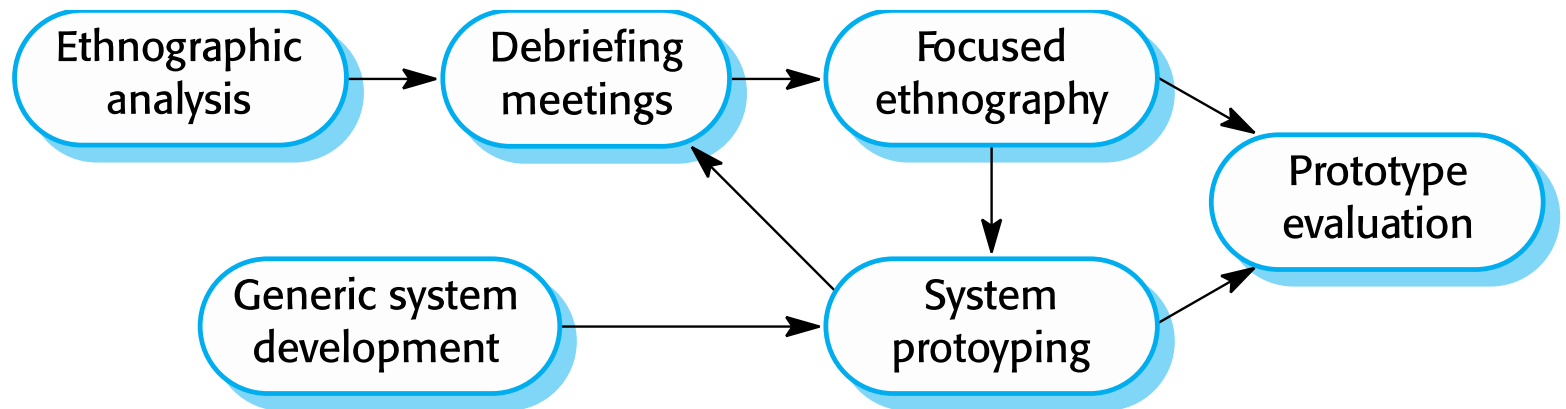 Ethnographic
analysis
Debriefing
meetings
Focused
ethnography
Prototype
evaluation
Generic system
development
System
protoyping